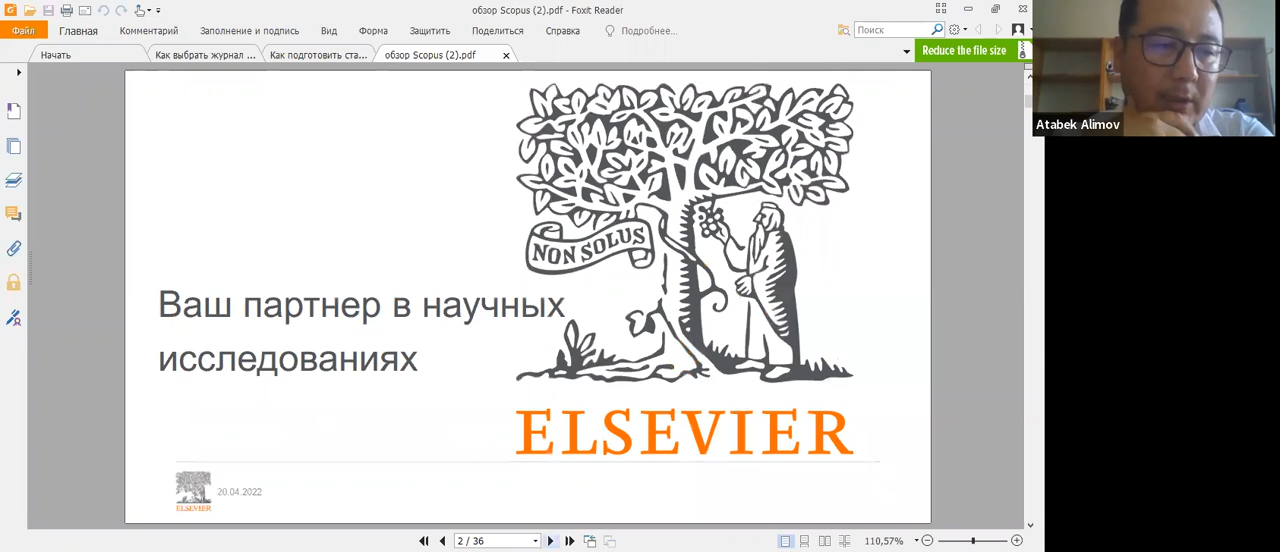 обзор Scopus (2).pdf - Foxit Reader
Файл Главная Комментарий Заполнение и подпись Вид Форма Защитить Поделиться Справка Подробнее... Поиск
Начать Как выбрать журнал ... Как подготовить ста... обзор Scopus (2).pdf Reduce the file size
Atabek Alimov
NON SOLUS
Ваш партнер в научных
исследованиях
ELSEVIER
20.04.2022
ELSEVIER
2 / 36 110,57%